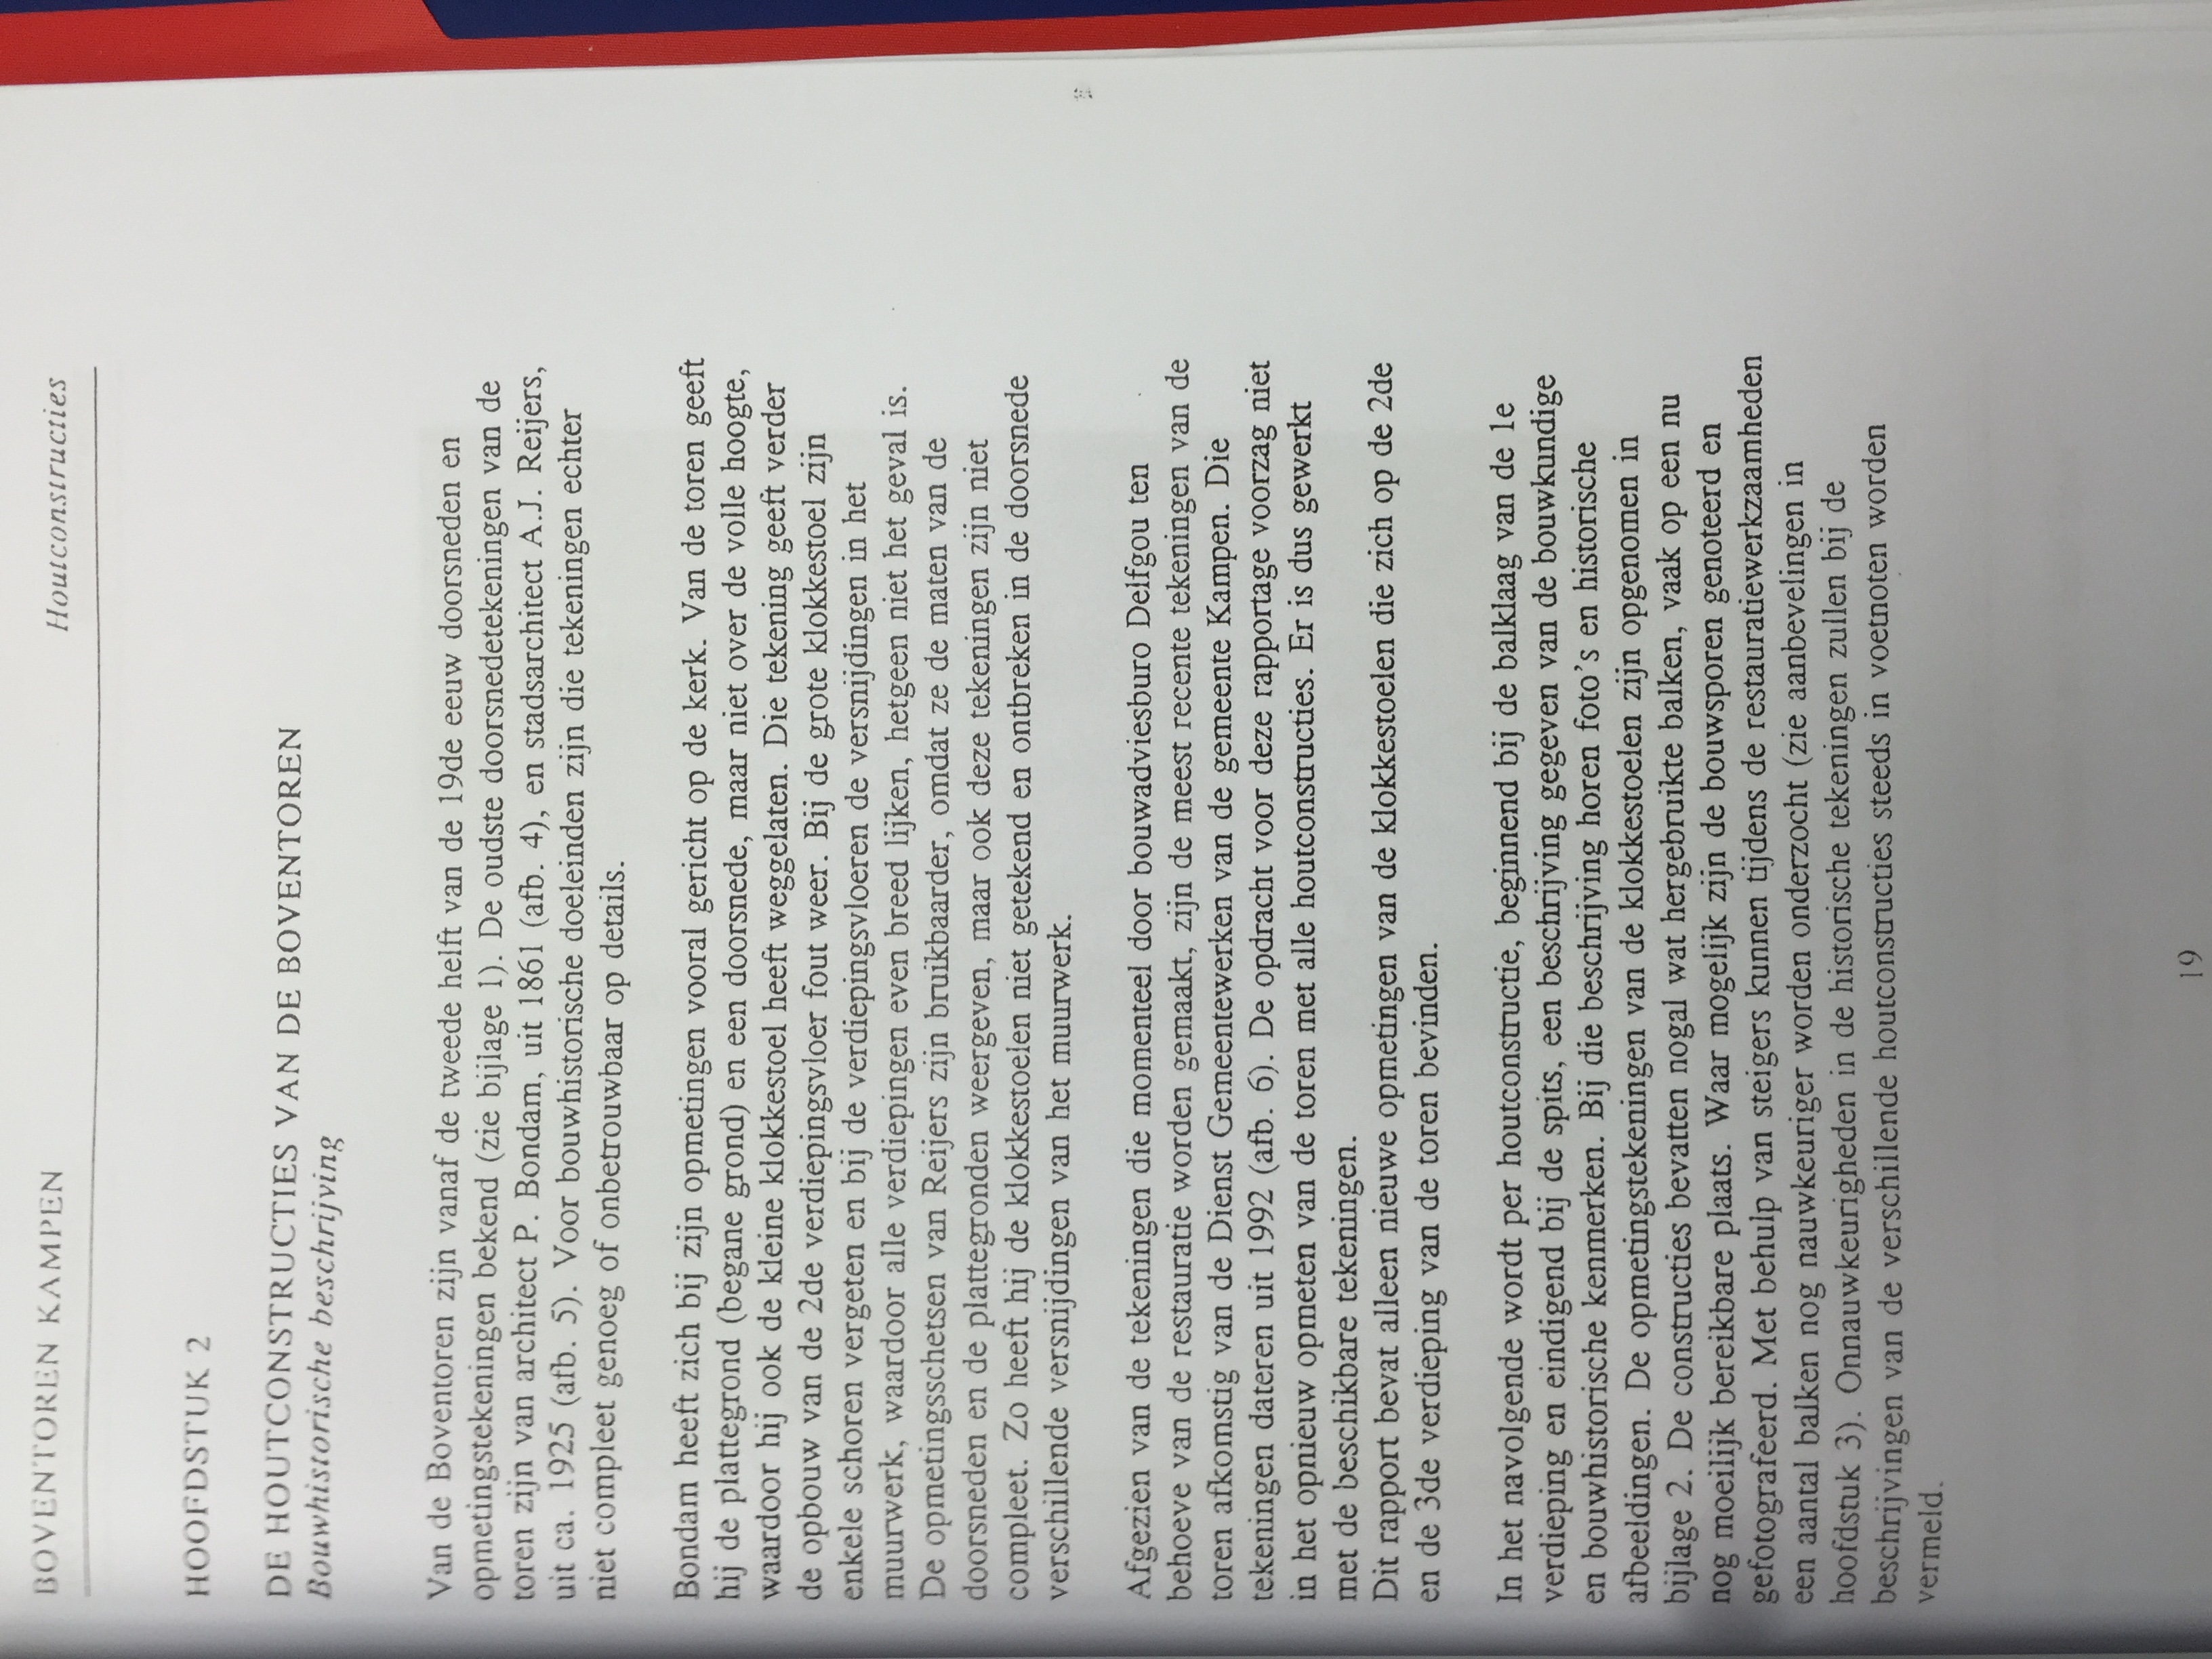 BOVENTOREN KAMPEN Houtconstructies
HOOFDSTUK 2
DE HOUTCONSTRUCTIES VAN DE BOVENTOREN
Bouwhistorische beschrijving
Van de Boventoren zijn vanaf de tweede helft van de 19de eeuw doorsneden en
opmetingstekeningen bekend (zie bijlage 1). De oudste doorsnedetekeningen van de
toren zijn van architect P. Bondam, uit 1861 (afb. 4), en stadsarchitect A.J. Reijers,
uit ca. 1925 (afb. 5). Voor bouwhistorische doeleinden zijn die tekeningen echter
niet compleet genoeg of onbetrouwbaar op details.
Bondam heeft zich bij zijn opmetingen vooral gericht op de kerk. Van de toren geeft
hij de plattegrond (begane grond) en een doorsnede, maar niet over de volle hoogte,
waardoor hij ook de kleine klokkestoel heeft weggelaten. Die tekening geeft verder
de opbouw van de 2de verdiepingsvloer fout weer. Bij de grote klokkestoel zijn
enkele schoren vergeten en bij de verdiepingsvloeren de versnijdingen in het
muurwerk, waardoor alle verdiepingen even breed lijken, hetgeen niet het geval is.
De opmetingsschetsen van Reijers zijn bruikbaarder, omdat ze de maten van de
doorsneden en de plattegronden weergeven, maar ook deze tekeningen zijn niet
compleet. Zo heeft hij de klokkestoelen niet getekend en ontbreken in de doorsnede
verschillende versnijdingen van het muurwerk.
Afgezien van de tekeningen die momenteel door bouwadviesburo Delfgou ten
behoeve van de restauratie worden gemaakt, zijn de meest recente tekeningen van de
toren afkomstig van de Dienst Gemeentewerken van de gemeente Kampen. Die
tekeningen dateren uit 1992 (afb. 6). De opdracht voor deze rapportage voorzag niet
in het opnieuw opmeten van de toren met alle houtconstructies. Er is dus gewerkt
met de beschikbare tekeningen.
Dit rapport bevat alleen nieuwe opmetingen van de klokkestoelen die zich op de 2de
en de 3de verdieping van de toren bevinden.
In het navolgende wordt per houtconstructie, beginnend bij de balklaag van de 1e
verdieping en eindigend bij de spits, een beschrijving gegeven van de bouwkundige
en bouwhistorische kenmerken. Bij die beschrijving horen foto's en historische
afbeeldingen. De opmetingstekeningen van de klokkestoelen zijn opgenomen in
bijlage 2. De constructies bevatten nogal wat hergebruikte balken, vaak op een nu
nog moeilijk bereikbare plaats. Waar mogelijk zijn de bouwsporen genoteerd en
gefotografeerd. Met behulp van steigers kunnen tijdens de restauratiewerkzaamheden
een aantal balken nog nauwkeuriger worden onderzocht (zie aanbevelingen in
hoofdstuk 3). Onnauwkeurigheden in de historische tekeningen zullen bij de
beschrijvingen van de verschillende houtconstructies steeds in voetnoten worden
vermeld.
19